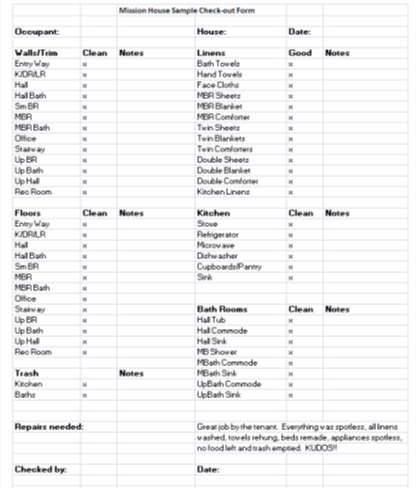 Mission House Sample Check-out Form
Occupant: House: Date:
Walls/Trim Clean Notes Linens Good Notes
Entry Way x Bath Towels x
K/DR/LR x Hand Towels x
Hall x Face Cloths x
Hall Bath x MBR Sheets x
Sm BR x MBR Blanket x
MBR x MBR Comforter x
MBR Bath x Twin Sheets x
Office x Twin Blankets x
Stairway x Twin Comforters x
Up BR x Double Sheets x
Up Bath x Double Blanket x
Up Hall x Double Comforter x
Rec Room x Kitchen Linens x
Floors Clean Notes Kitchen Clean Notes
Entry Way x Stove x
K/DR/LR x Refrigerator x
Hall x Microwave x
Hall Bath x Dishwasher x
Sm BR x Cupboards/Pantry x
MBR x Sink x
MBR Bath x
Office x
Stairway x Bath Rooms Clean Notes
Up BR x Hall Tub x
Up Bath x Hall Commode x
Up Hall x Hall Sink x
Rec Room x MB Shower x
MBath Commode x
Trash Notes MBath Sink x
Kitchen x UpBath Commode x
Baths x UpBath Sink x
Repairs needed: Great job by the tenant. Everything was spotless, all linens
washed, towels rehung, beds remade, appliances spotless,
no food left and trash emptied. KUDOS!!
Checked by: Date: